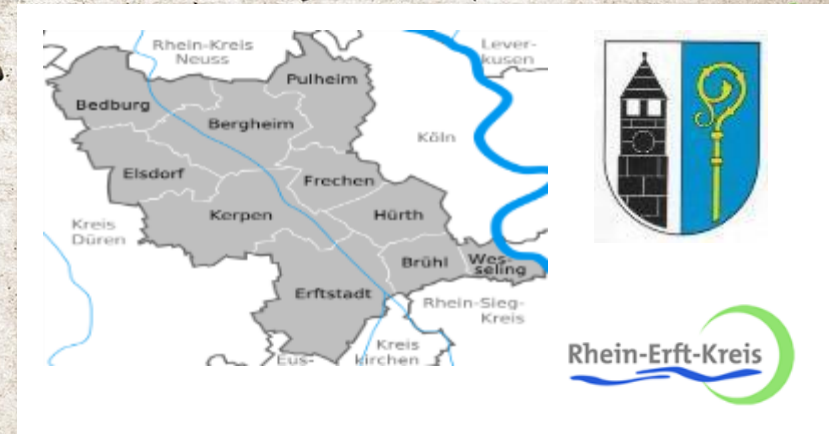 Rhein-Kreis
Neuss
Lever-
kusen
Pulheim
Bedburg
Bergheim
Köln
Elsdorf
Frechen
Kerpen
Hürth
Kreis
Düren
Brühl
Wes-
seling
Erftstadt
Rhein-Sieg-
Kreis
Kreis
Eus-
kirchen
Rhein-Erft-Kreis